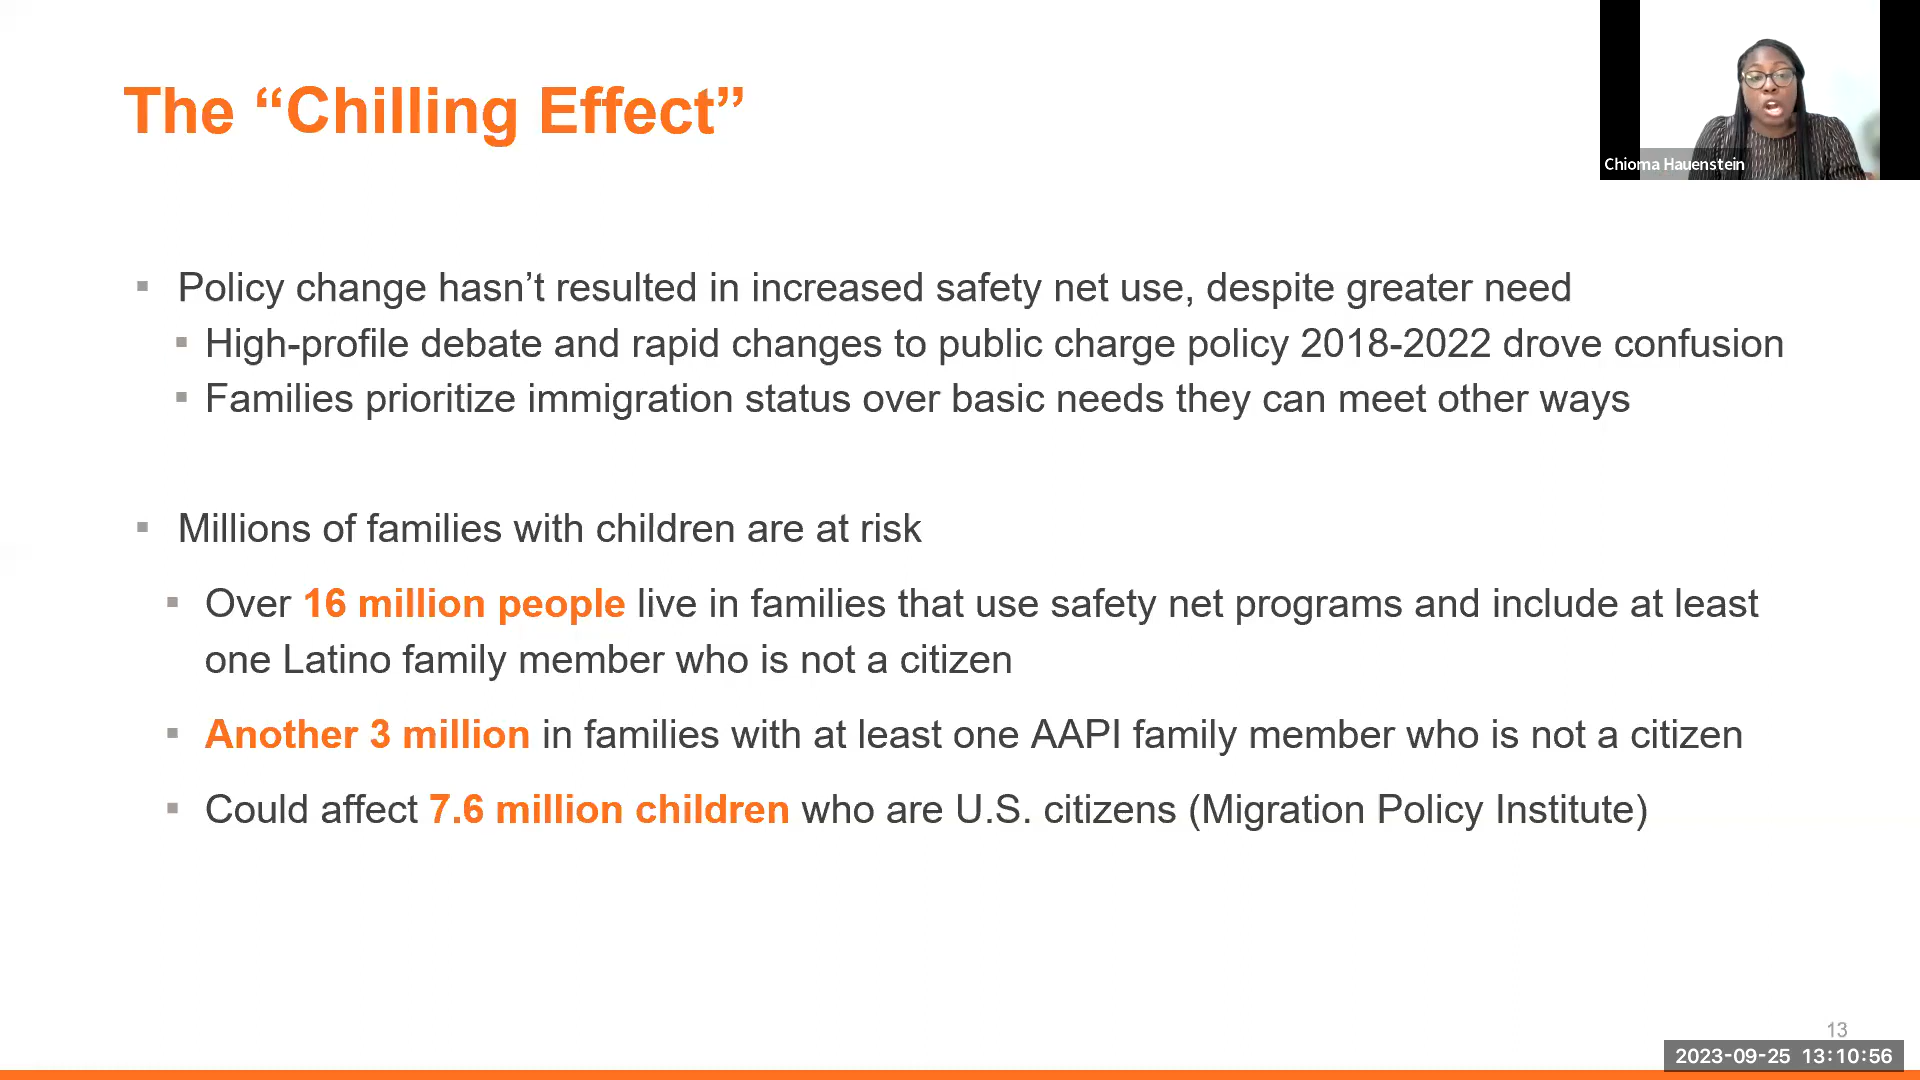 The “Chilling Effect”
Chioma Hauenstein
▪ Policy change hasn’t resulted in increased safety net use, despite greater need
▪ High-profile debate and rapid changes to public charge policy 2018-2022 drove confusion
▪ Families prioritize immigration status over basic needs they can meet other ways
▪ Millions of families with children are at risk
▪ Over 16 million people live in families that use safety net programs and include at least
one Latino family member who is not a citizen
▪ Another 3 million in families with at least one AAPI family member who is not a citizen
▪ Could affect 7.6 million children who are U.S. citizens (Migration Policy Institute)
13
2023-09-25 13:10:56